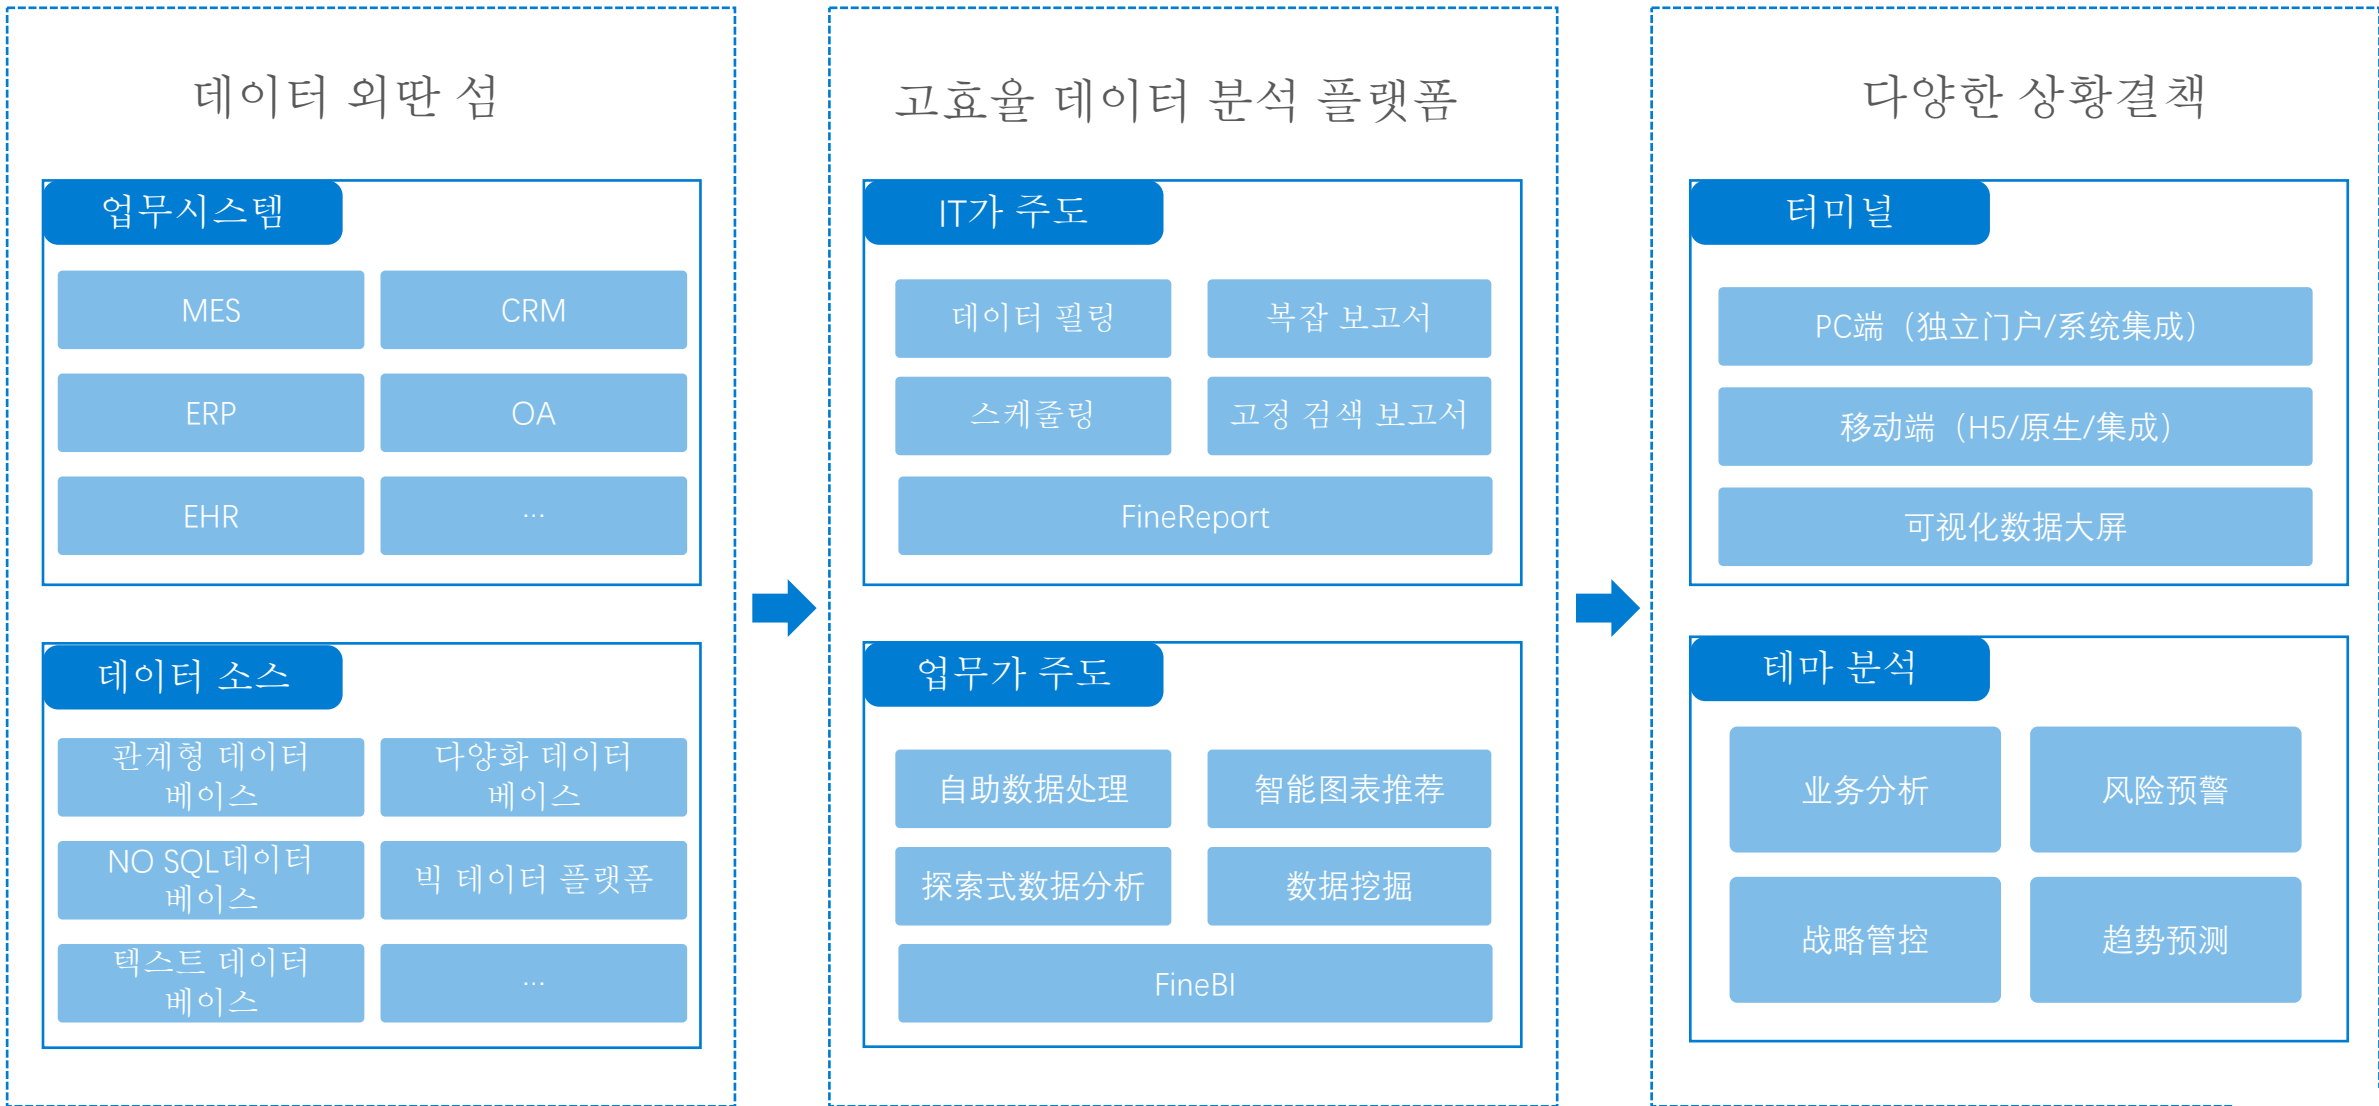 데이터 외딴 섬
업무시스템
MES
CRM
ERP
OA
EHR
...
데이터 소스
관계형 데이터
베이스
다양화 데이터
베이스
NO SQL데이터
베이스
빅 데이터 플랫폼
텍스트 데이터
베이스
...
고효율 데이터 분석 플랫폼
IT가 주도
데이터 필링
복잡 보고서
스케줄링
고정 검색 보고서
FineReport
업무가 주도
自助数据处理
智能图表推荐
探索式数据分析
数据挖掘
FineBI
다양한 상황결책
터미널
PC端（独立门户/系统集成）
移动端（H5/原生/集成）
可视化数据大屏
테마 분석
业务分析
风险预警
战略管控
趋势预测